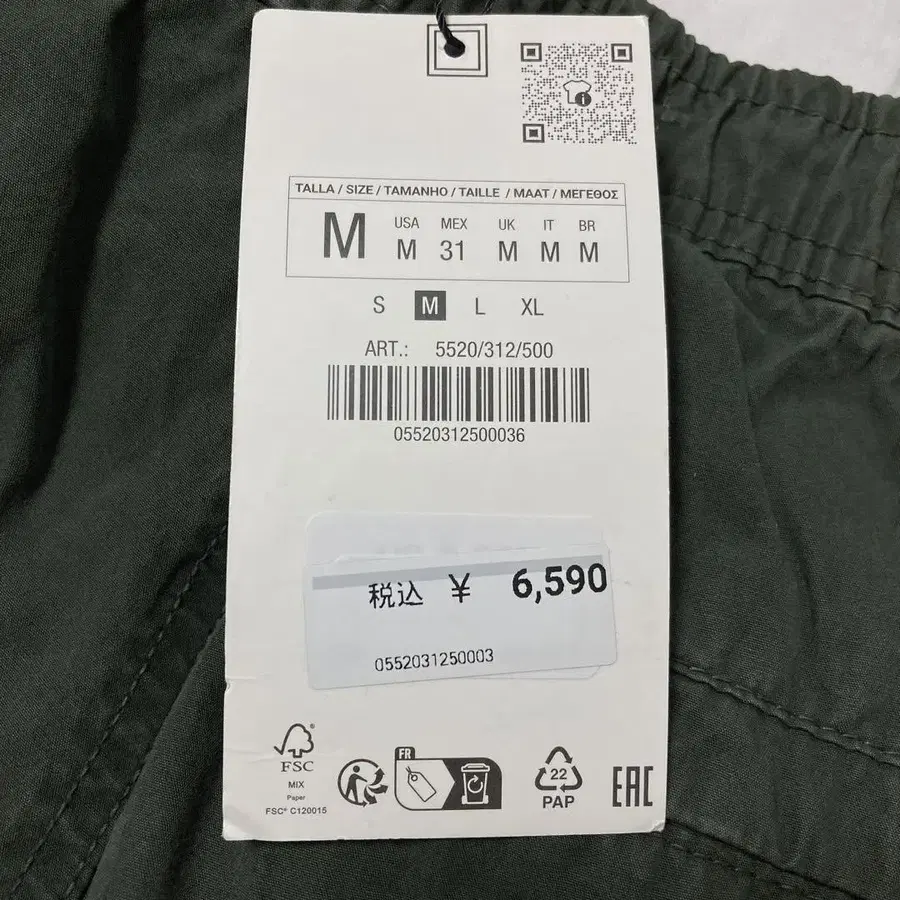 TALLA / SIZE / TAMANHO / TAILLE / MAAT / ΜΕΓΕΘΟΣ
M
USA MEX UK IT BR
M 31 M M M
S M L XL
ART.: 5520/312/500
05520312500036
税込 ¥ 6,590
0552031250003
FSC®
MIX
Paper
FSC® C120015
FR
22
PAP
EAC